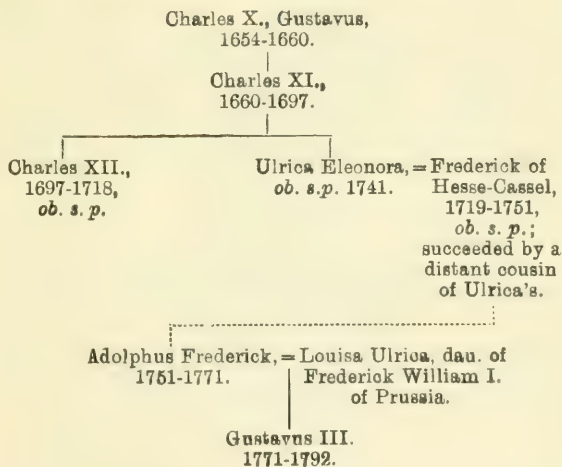 Charles X., Gustavus,
1654-1660.
Charles XI.,
1660-1697.
Charles XII.,
1697-1718,
ob. s. p.
Ulrica Eleonora, = Frederick of
ob. s.p. 1741.
Hesse-Cassel,
1719-1751,
ob. s. p.;
succeeded by a
distant cousin
of Ulrica's.
Adolphus Frederick, = Louisa Ulrica, dau. of
1751-1771.
Frederick William I.
of Prussia.
Gustavus III.
1771-1792.